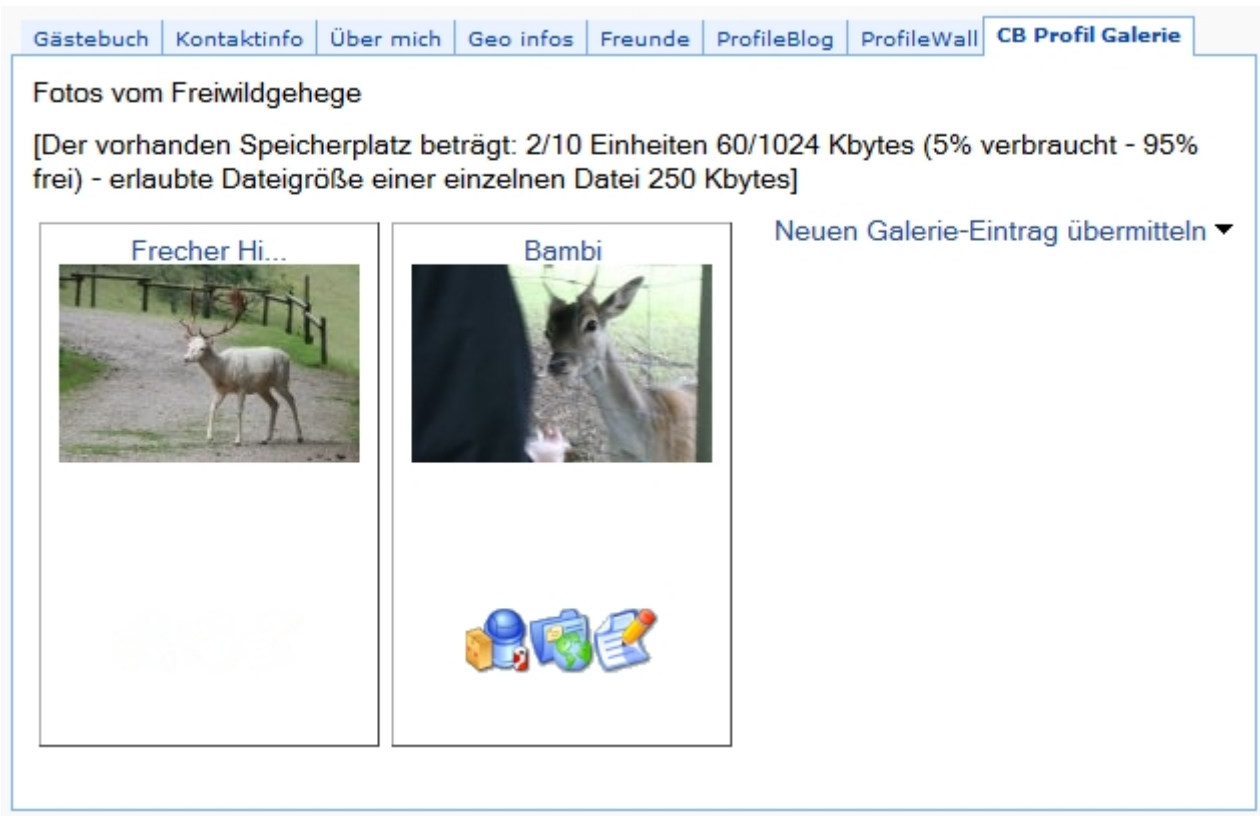 Gästebuch Kontaktinfo Über mich Geo infos Freunde ProfileBlog ProfileWall CB Profil Galerie
Fotos vom Freiwildgehege
[Der vorhanden Speicherplatz beträgt: 2/10 Einheiten 60/1024 Kbytes (5% verbraucht - 95%
frei) - erlaubte Dateigröße einer einzelnen Datei 250 Kbytes]
Neuen Galerie-Eintrag übermitteln
Frecher Hi... Bambi